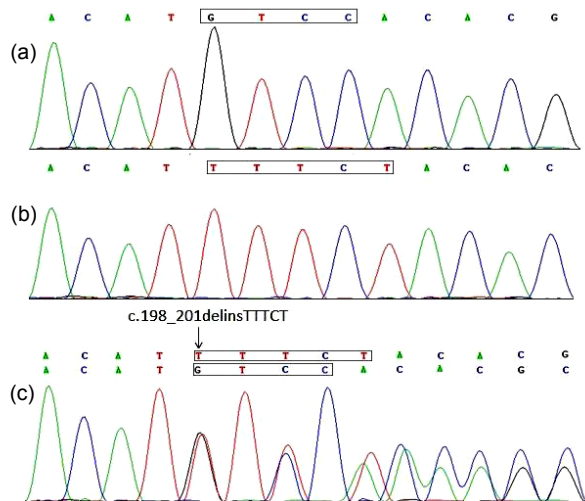 A C A T G T C C A C A C G
(a)
A C A T T T T C T A C A C
(b)
c.198_201delinsTTTCT
A C A T T T T C T A C A C G
A C A T G T C C A C A C G C
(c)